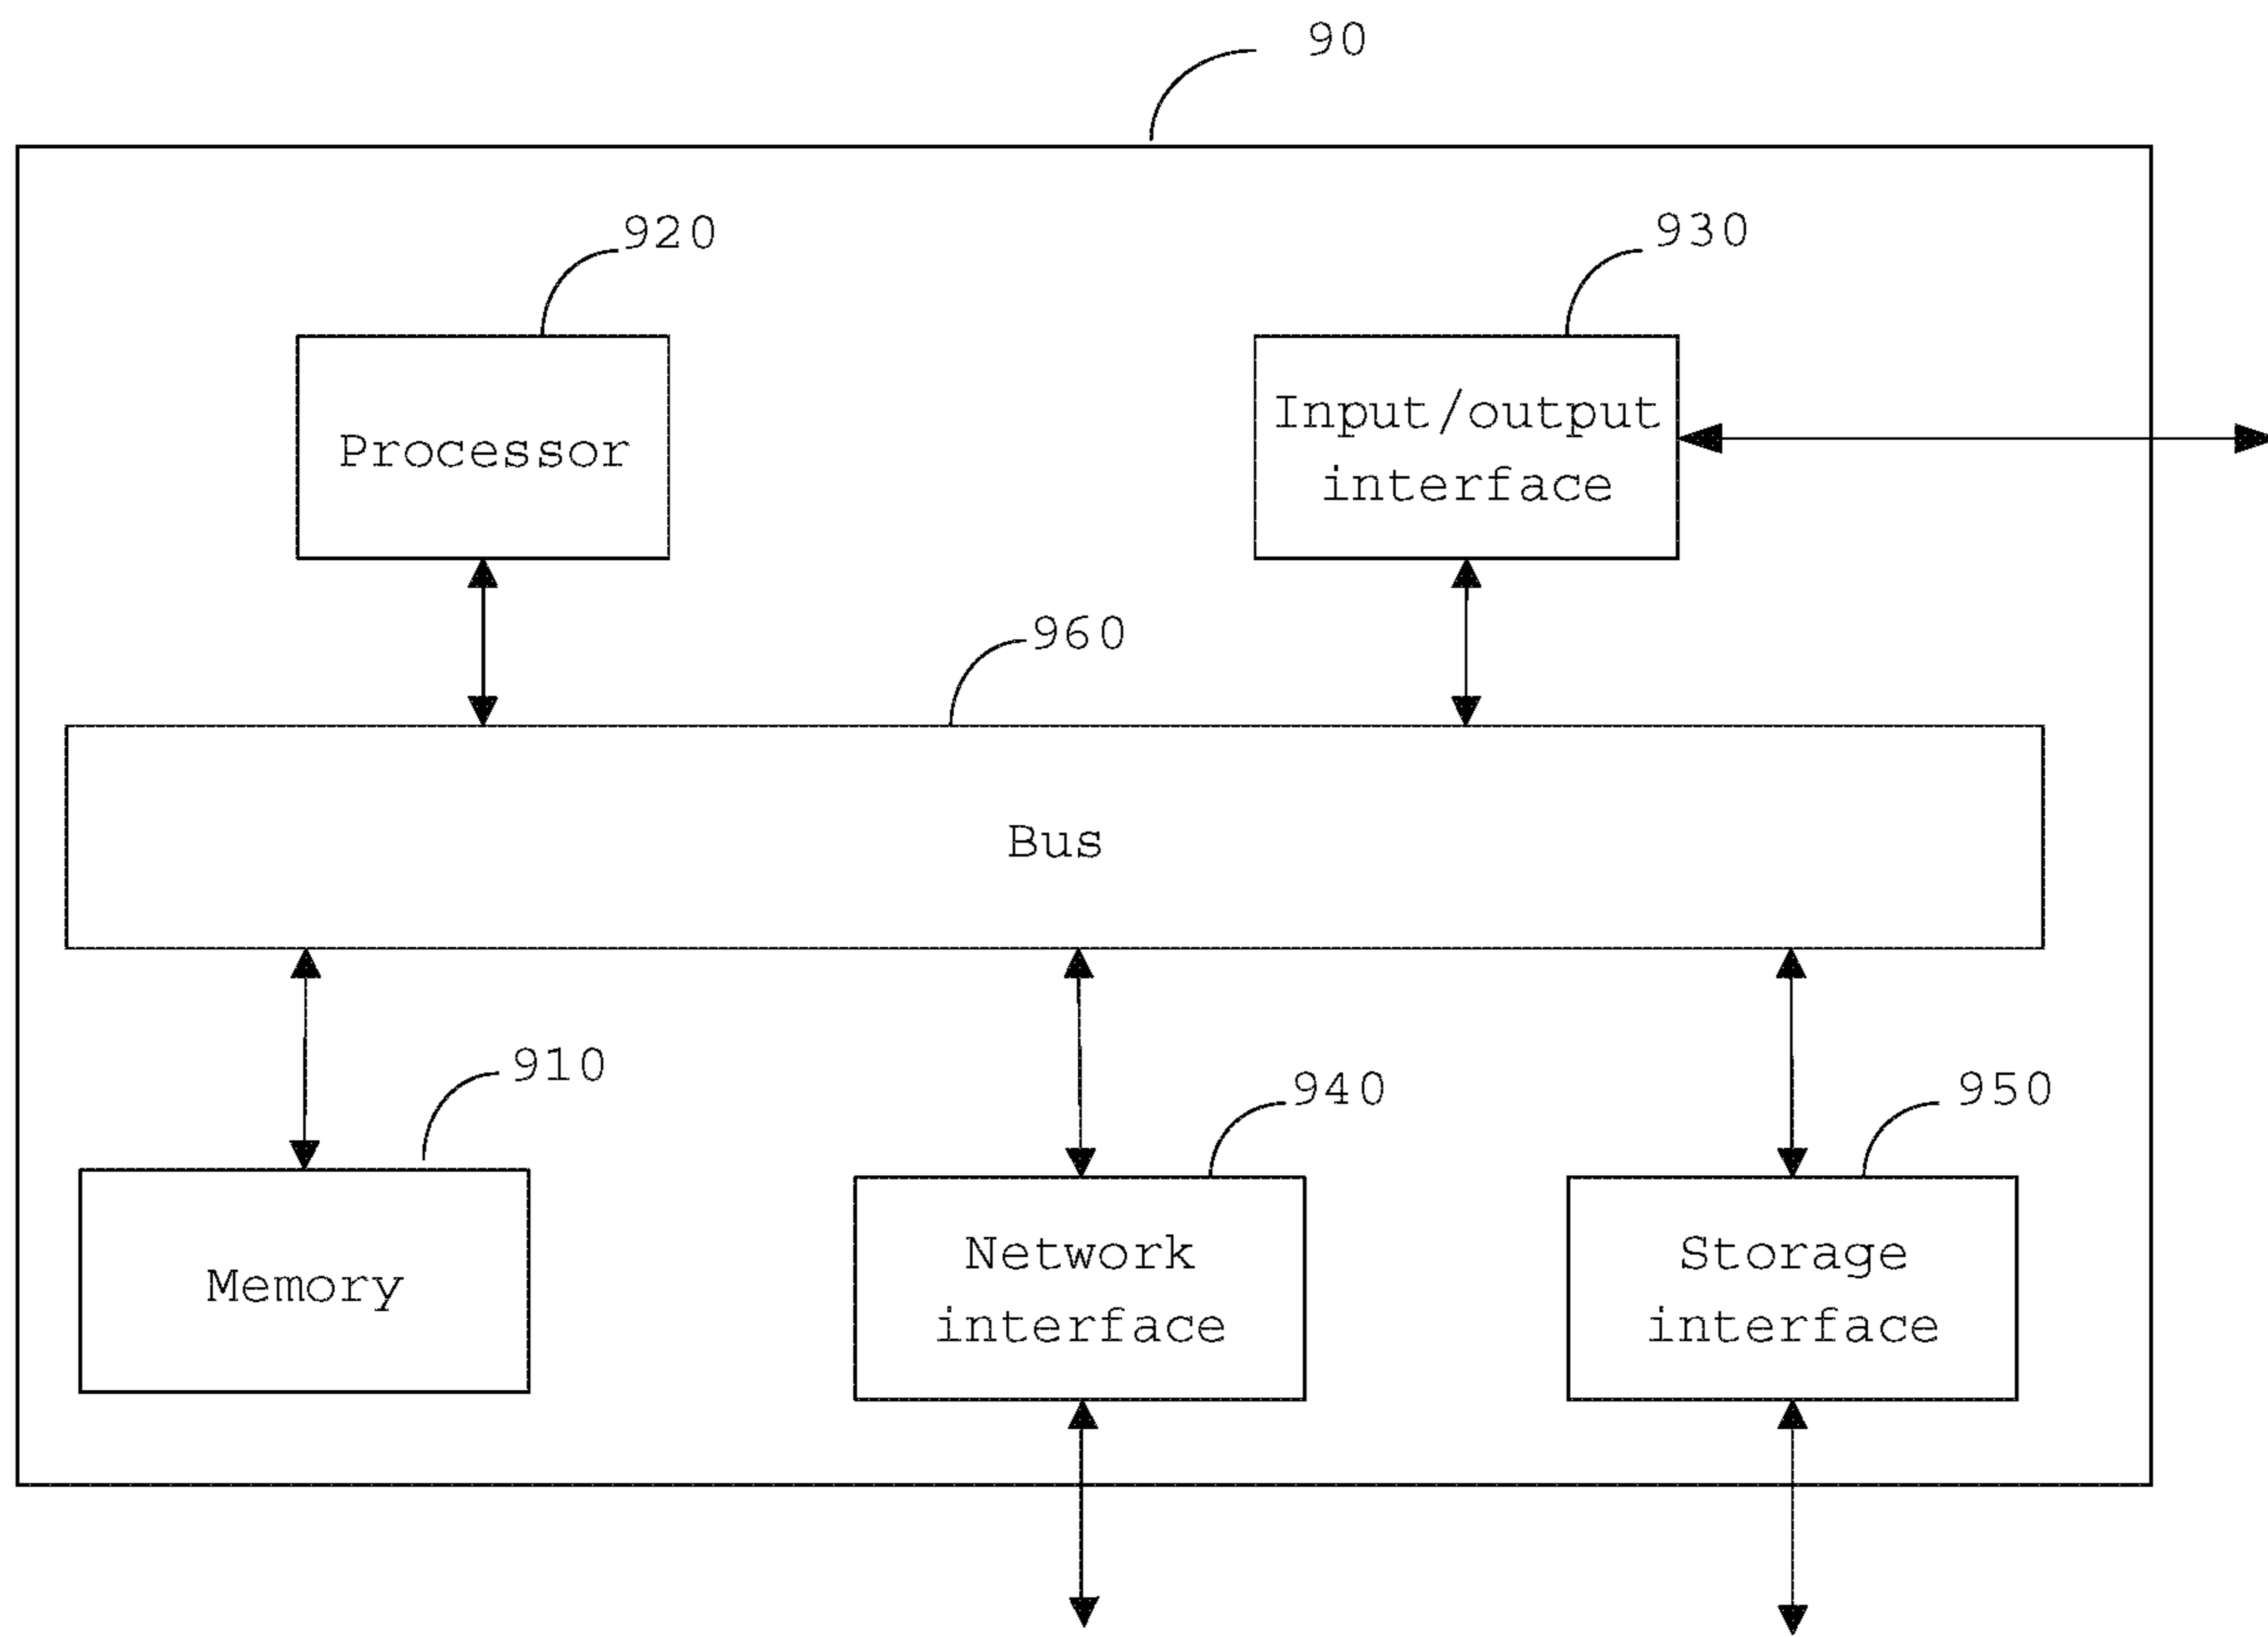 90
920
930
Processor
Input/output
interface
960
Bus
910
940
950
Memory
Network
interface
Storage
interface